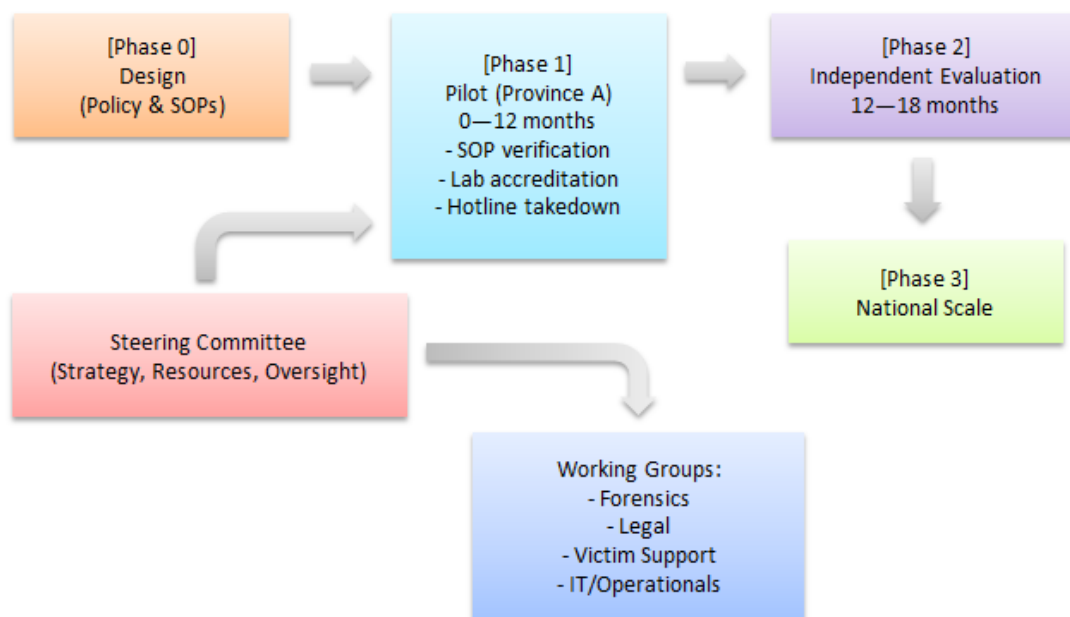 [Phase 0]
Design
(Policy & SOPs)
[Phase 1]
Pilot (Province A)
0—12 months
- SOP verification
- Lab accreditation
- Hotline takedown
[Phase 2]
Independent Evaluation
12—18 months
[Phase 3]
National Scale
Steering Committee
(Strategy, Resources, Oversight)
Working Groups:
- Forensics
- Legal
- Victim Support
- IT/Operationals